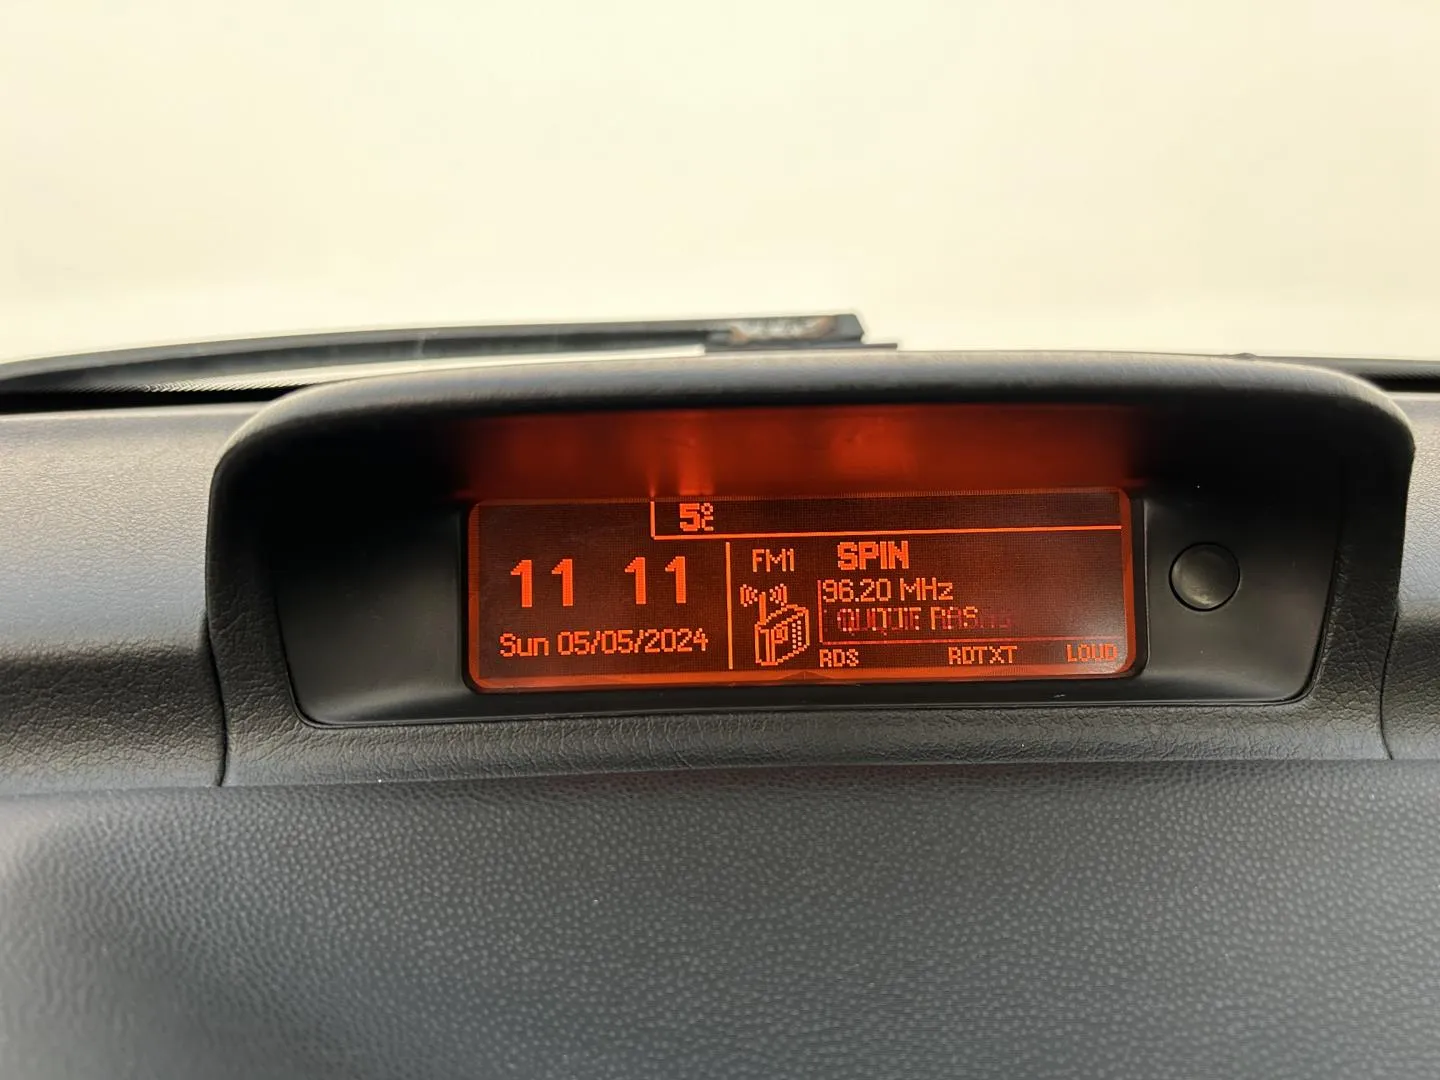 5°C
11 11
Sun 05/05/2024
FM1 SPIN
96.20 MHz
RDS RDTXT LOUD